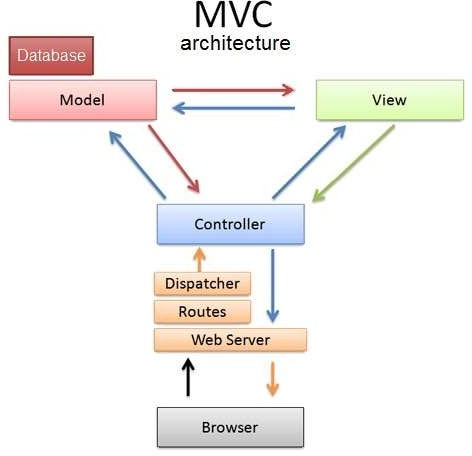 MVC
architecture
Database
Model
View
Controller
Dispatcher
Routes
Web Server
Browser